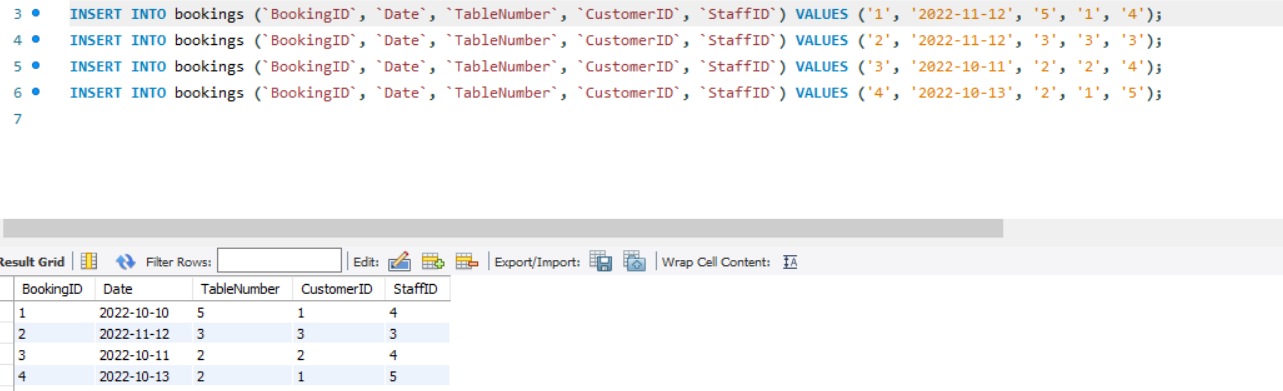 3 INSERT INTO bookings (`BookingID`, `Date`, `TableNumber`, `CustomerID`, `StaffID`) VALUES ('1', '2022-11-12', '5', '1', '4');
4 INSERT INTO bookings (`BookingID`, `Date`, `TableNumber`, `CustomerID`, `StaffID`) VALUES ('2', '2022-11-12', '3', '3', '3');
5 INSERT INTO bookings (`BookingID`, `Date`, `TableNumber`, `CustomerID`, `StaffID`) VALUES ('3', '2022-10-11', '2', '2', '4');
6 INSERT INTO bookings (`BookingID`, `Date`, `TableNumber`, `CustomerID`, `StaffID`) VALUES ('4', '2022-10-13', '2', '1', '5');
7
Result Grid Filter Rows: Edit: Export/Import: Wrap Cell Content: IA
BookingID Date TableNumber CustomerID StaffID
1 2022-10-10 5 1 4
2 2022-11-12 3 3 3
3 2022-10-11 2 2 4
4 2022-10-13 2 1 5